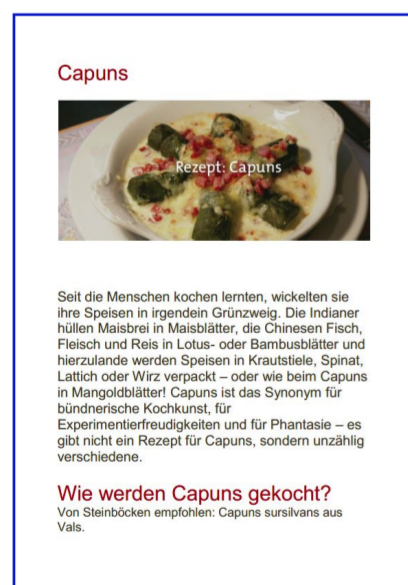 Capuns
Rezept: Capuns
Seit die Menschen kochen lernten, wickelten sie
ihre Speisen in irgendein Grünzweig. Die Indianer
hüllen Maisbrei in Maisblätter, die Chinesen Fisch,
Fleisch und Reis in Lotus- oder Bambusblätter und
hierzulande werden Speisen in Krautstiele, Spinat,
Lattich oder Wirz verpackt – oder wie beim Capuns
in Mangoldblätter! Capuns ist das Synonym für
bündnerische Kochkunst, für
Experimentierfreudigkeiten und für Phantasie – es
gibt nicht ein Rezept für Capuns, sondern unzählig
verschiedene.
Wie werden Capuns gekocht?
Von Steinböcken empfohlen: Capuns sursilvans aus
Vals.